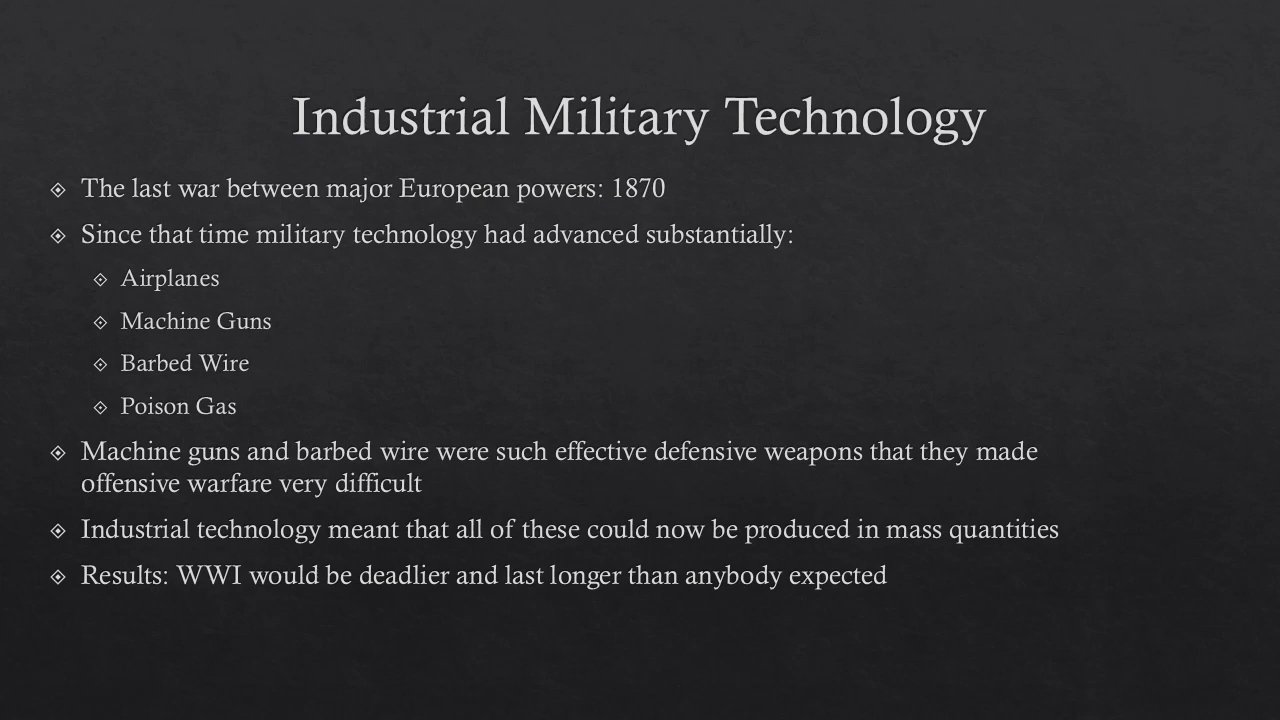 Industrial Military Technology
The last war between major European powers: 1870
Since that time military technology had advanced substantially:
Airplanes
Machine Guns
Barbed Wire
Poison Gas
Machine guns and barbed wire were such effective defensive weapons that they made
offensive warfare very difficult
Industrial technology meant that all of these could now be produced in mass quantities
Results: WWI would be deadlier and last longer than anybody expected